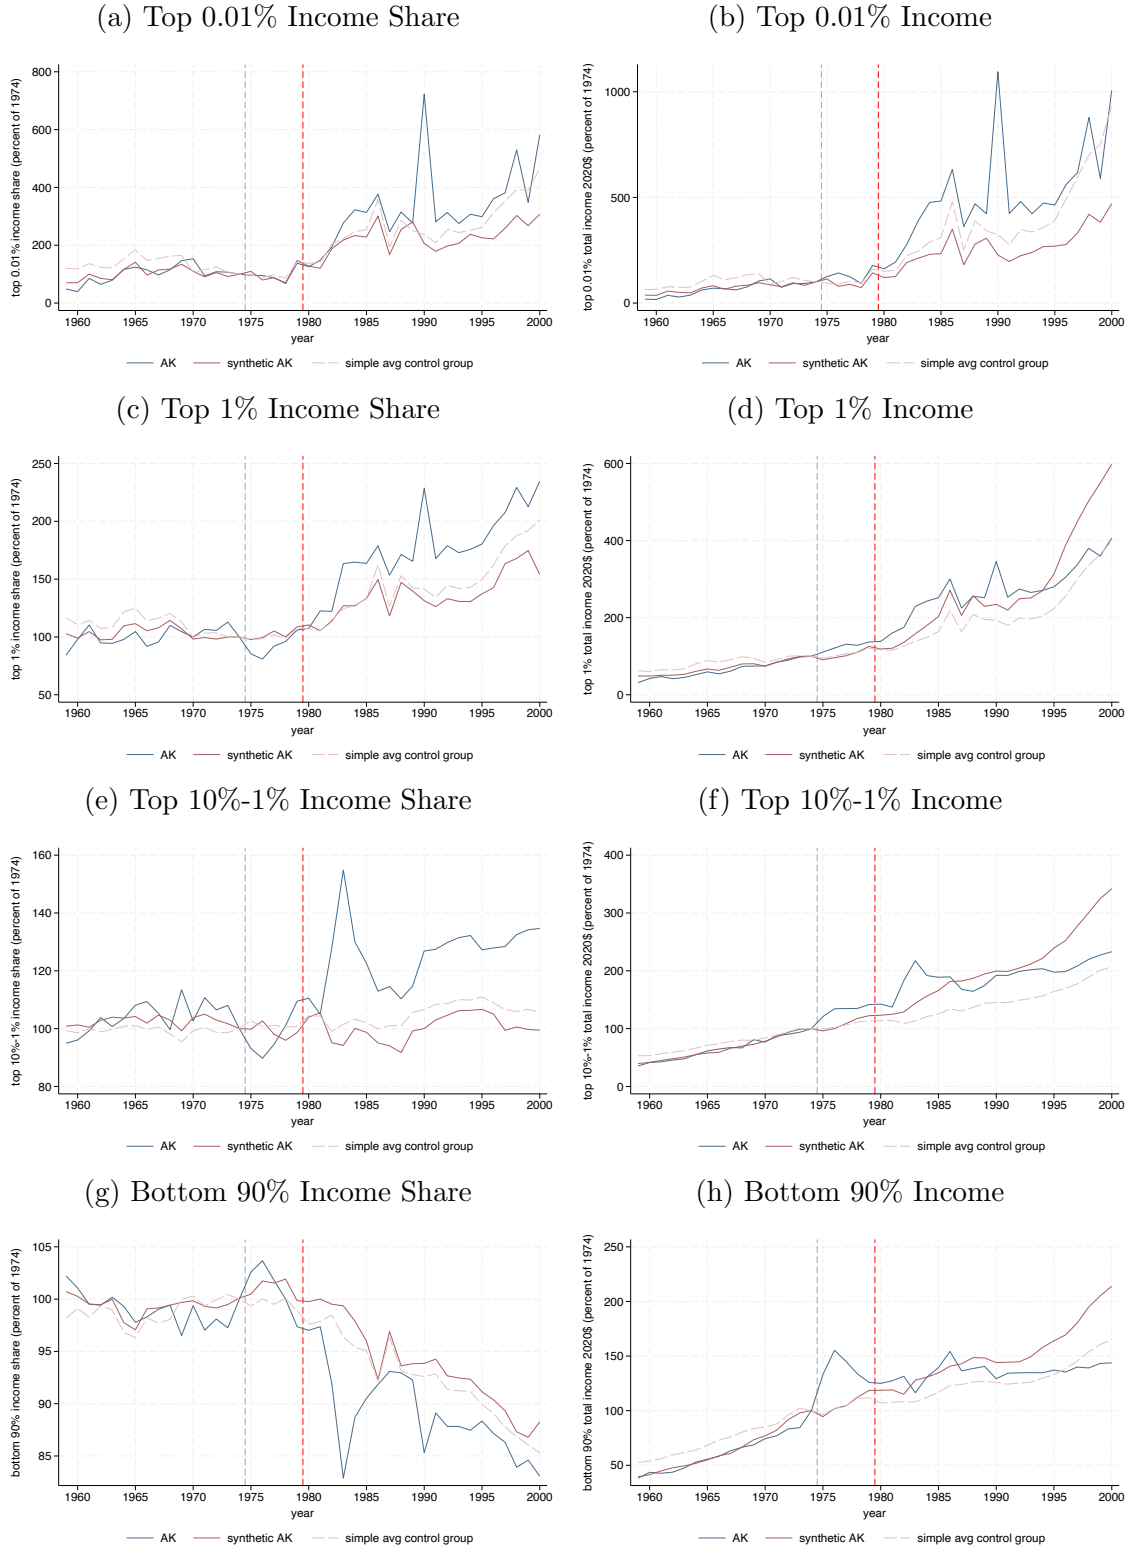 (a) Top 0.01% Income Share
top 0.01% income share (percent of 1974)
800
600
400
200
0
1960 1965 1970 1975 1980 1985 1990 1995 2000
year
AK synthetic AK simple avg control group
(b) Top 0.01% Income
top 0.01% total income 2020$ (percent of 1974)
1000
500
0
1960 1965 1970 1975 1980 1985 1990 1995 2000
year
AK synthetic AK simple avg control group
(c) Top 1% Income Share
top 1% income share (percent of 1974)
250
200
150
100
50
1960 1965 1970 1975 1980 1985 1990 1995 2000
year
AK synthetic AK simple avg control group
(d) Top 1% Income
top 1% total income 2020$ (percent of 1974)
600
400
200
0
1960 1965 1970 1975 1980 1985 1990 1995 2000
year
AK synthetic AK simple avg control group
(e) Top 10%-1% Income Share
top 10%-1% income share (percent of 1974)
160
140
120
100
80
1960 1965 1970 1975 1980 1985 1990 1995 2000
year
AK synthetic AK simple avg control group
(f) Top 10%-1% Income
top 10%-1% total income 2020$ (percent of 1974)
400
300
200
100
0
1960 1965 1970 1975 1980 1985 1990 1995 2000
year
AK synthetic AK simple avg control group
(g) Bottom 90% Income Share
bottom 90% income share (percent of 1974)
105
100
95
90
85
1960 1965 1970 1975 1980 1985 1990 1995 2000
year
AK synthetic AK simple avg control group
(h) Bottom 90% Income
bottom 90% total income 2020$ (percent of 1974)
250
200
150
100
50
1960 1965 1970 1975 1980 1985 1990 1995 2000
year
AK synthetic AK simple avg control group